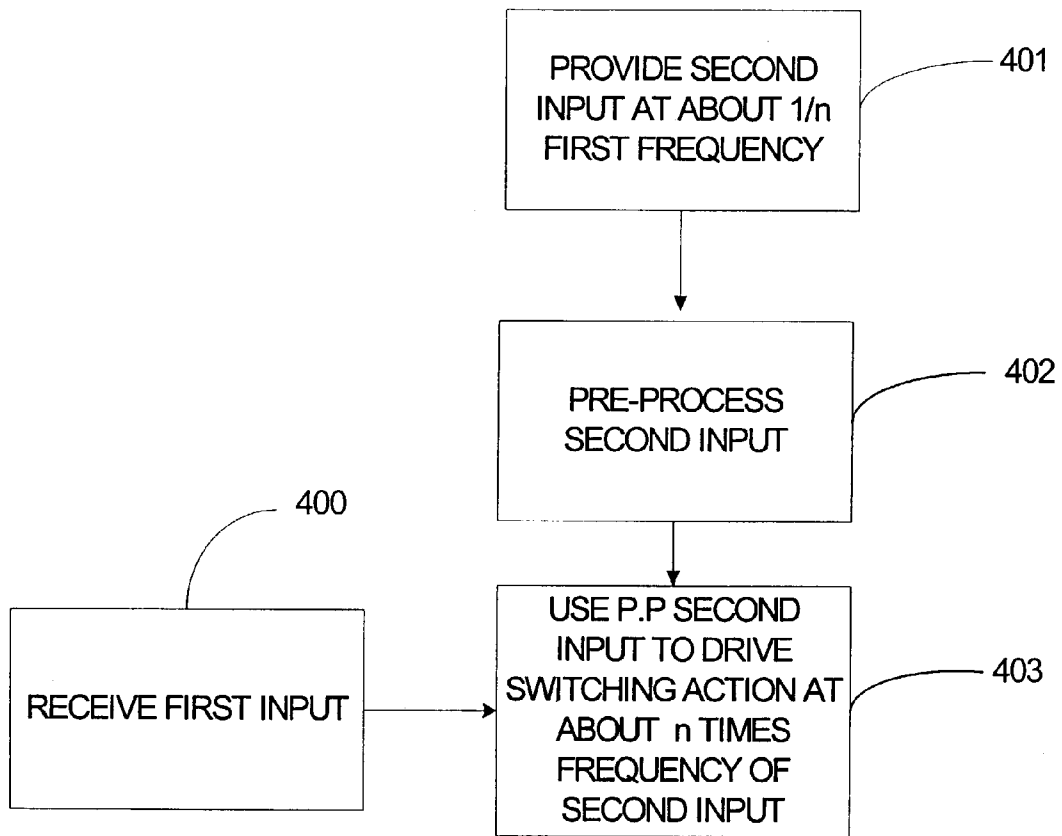 PROVIDE SECOND
INPUT AT ABOUT 1/n
FIRST FREQUENCY
401
PRE-PROCESS
SECOND INPUT
402
400
RECEIVE FIRST INPUT
USE P.P SECOND
INPUT TO DRIVE
SWITCHING ACTION AT
ABOUT n TIMES
FREQUENCY OF
SECOND INPUT
403